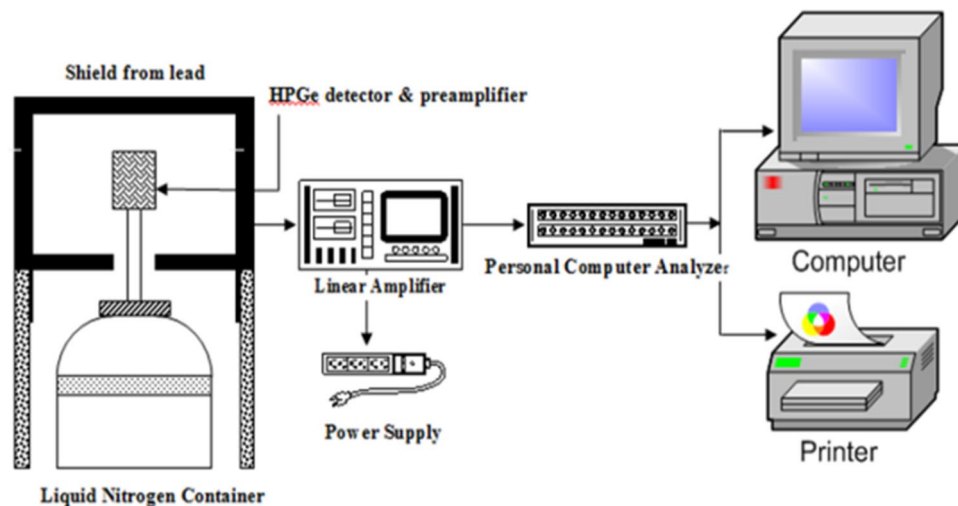 Shield from lead
HPGe detector & preamplifier
Linear Amplifier
Personal Computer Analyzer
Computer
Power Supply
Printer
Liquid Nitrogen Container